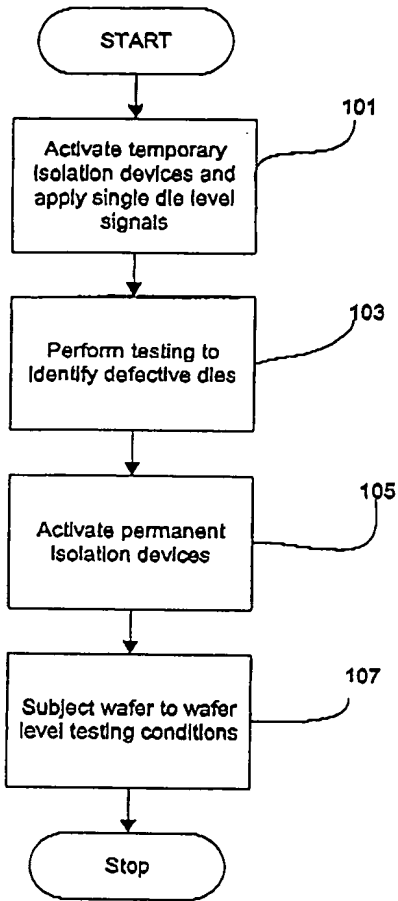 START
101
Activate temporary
isolation devices and
apply single die level
signals
103
Perform testing to
identify defective dies
105
Activate permanent
isolation devices
107
Subject wafer to wafer
level testing conditions
Stop